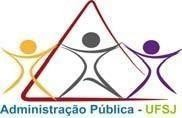 Administração Pública - UFSJ